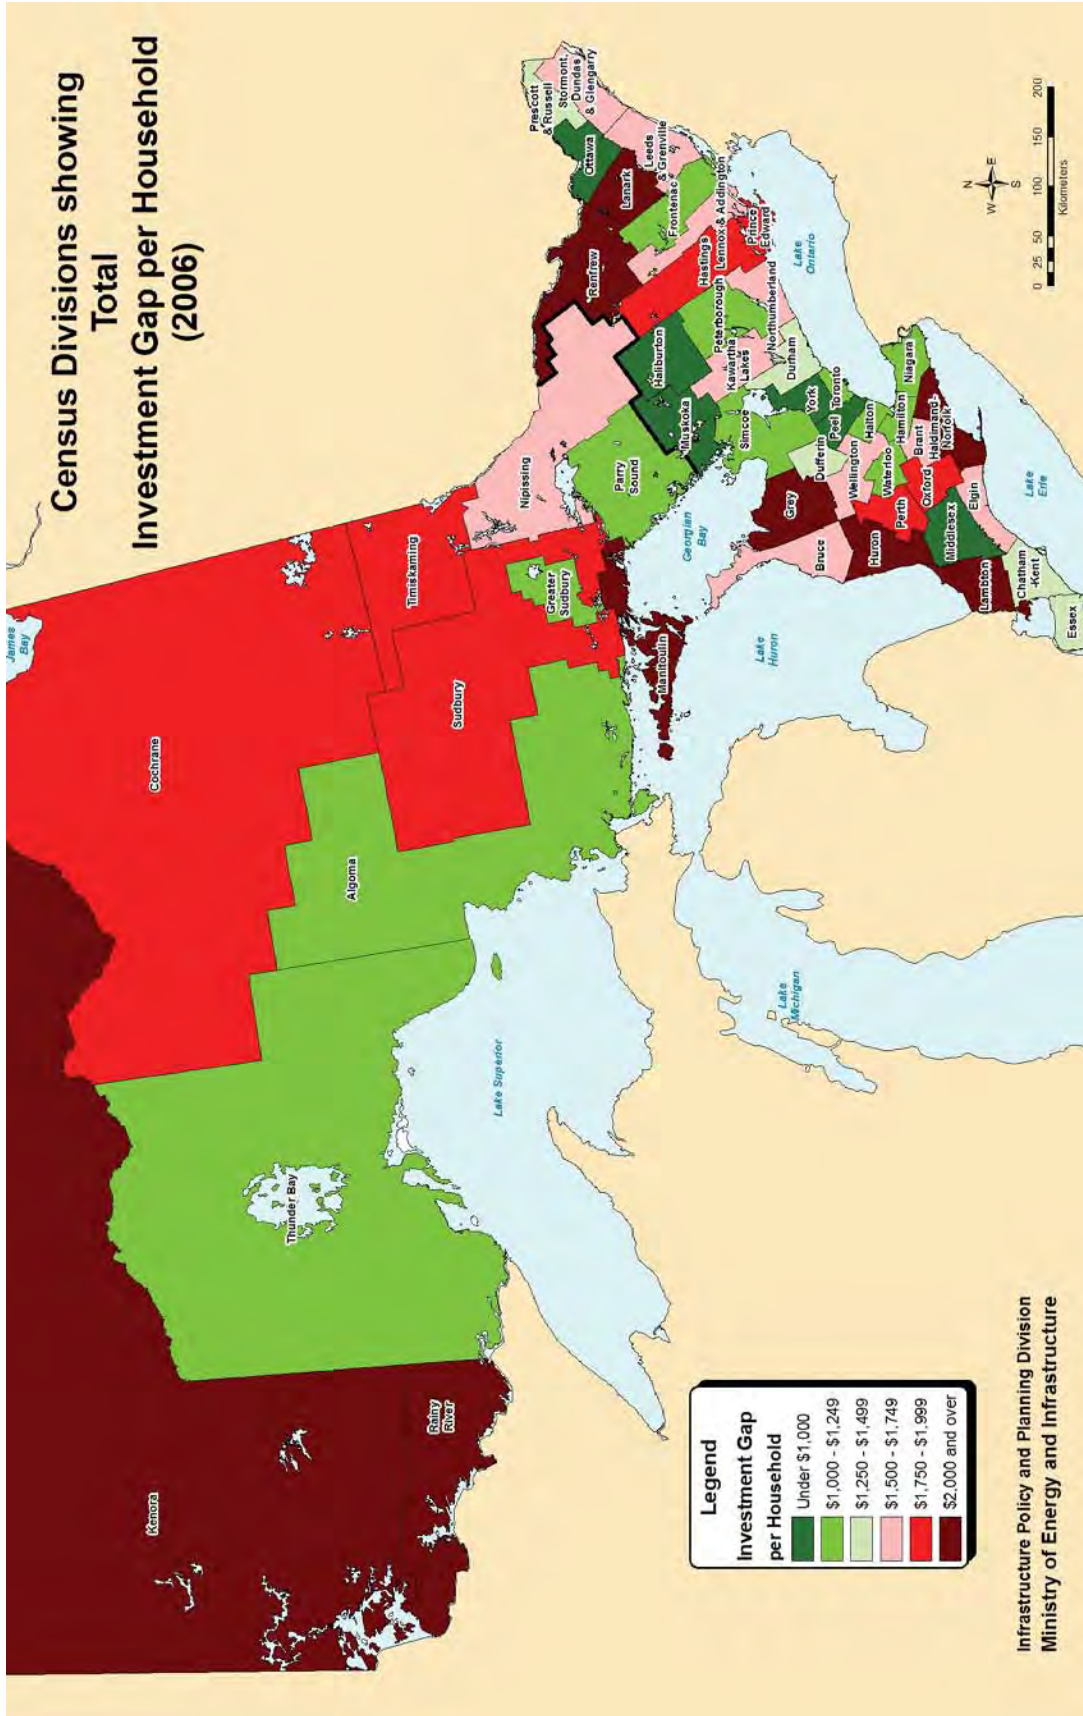 Census Divisions showing
Total
Investment Gap per Household
(2006)
James
Bay
Cochrane
Kenora
Thunder Bay
Rainy
River
Algoma
Timiskaming
Sudbury
Greater
Sudbury
Nipissing
Parry
Sound
Manitoulin
Lake Superior
Lake
Michigan
Lake
Huron
Georgian
Bay
Prescott
& Russell
Stormont,
Dundas
& Glengarry
Ottawa
Leeds
& Grenville
Lanark
Renfrew
Frontenac
Lennox & Addington
Hastings
Prince
Edward
Haliburton
Muskoka
Peterborough
Northumberland
Kawartha
Lakes
Durham
Simcoe
York
Toronto
Peel
Dufferin
Halton
Wellington
Waterloo
Hamilton
Niagara
Brant
Haldimand-
Norfolk
Grey
Bruce
Huron
Perth
Oxford
Middlesex
Elgin
Lambton
Chatham
-Kent
Essex
Lake
Ontario
Lake
Erie
N
W E
S
0 25 50 100 150 200
Kilometers
Legend
Investment Gap
per Household
Under $1,000
$1,000 - $1,249
$1,250 - $1,499
$1,500 - $1,749
$1,750 - $1,999
$2,000 and over
Infrastructure Policy and Planning Division
Ministry of Energy and Infrastructure